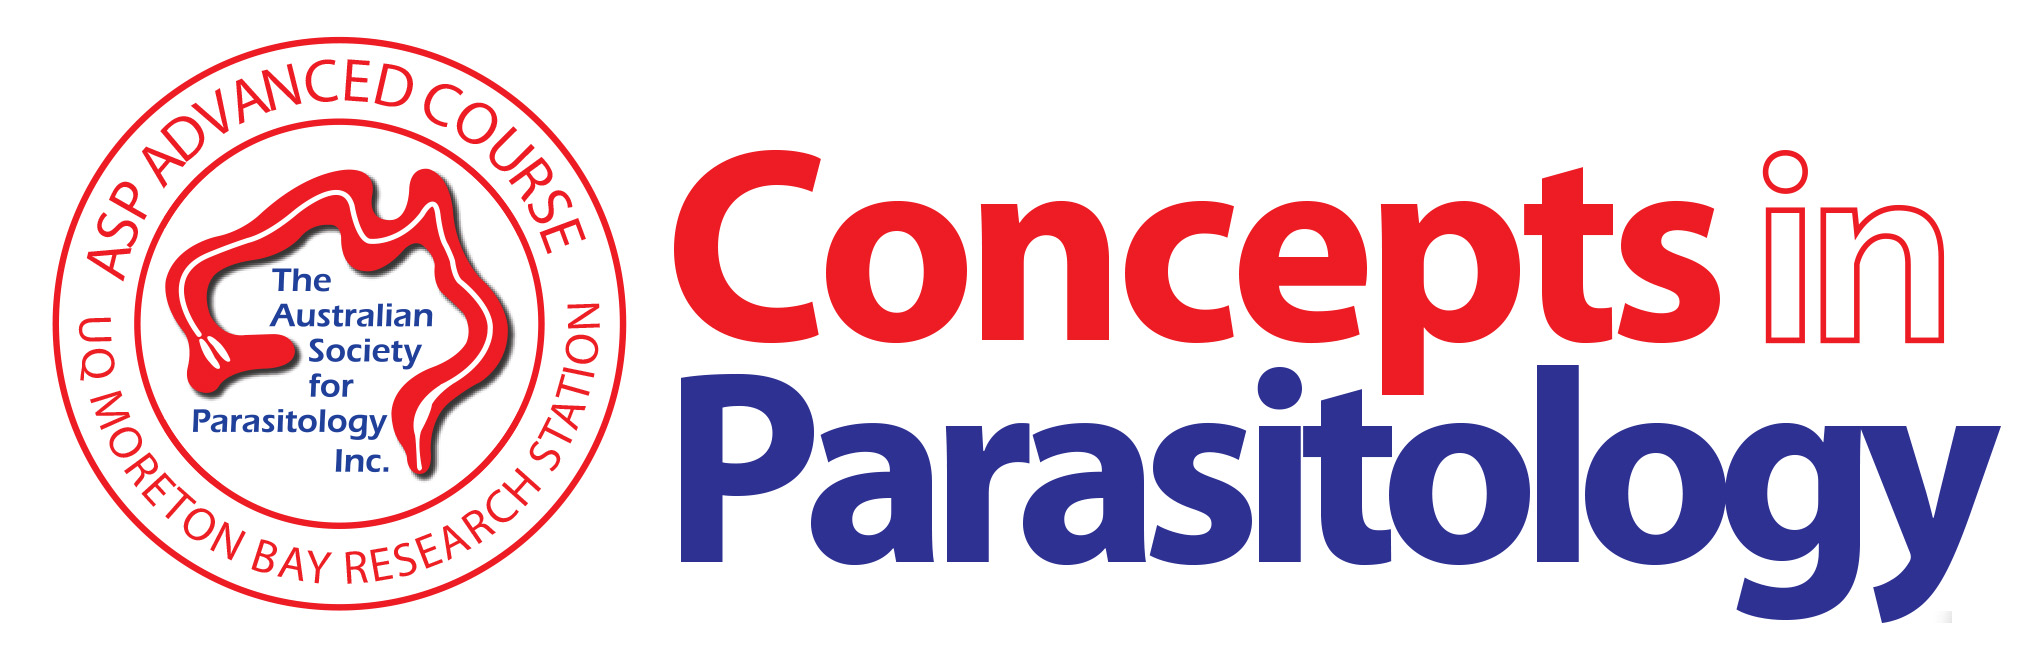 ASP ADVANCED COURSE
UQ MORETON BAY RESEARCH STATION
The
Australian
Society
for
Parasitology
Inc.
Concepts in
Parasitology